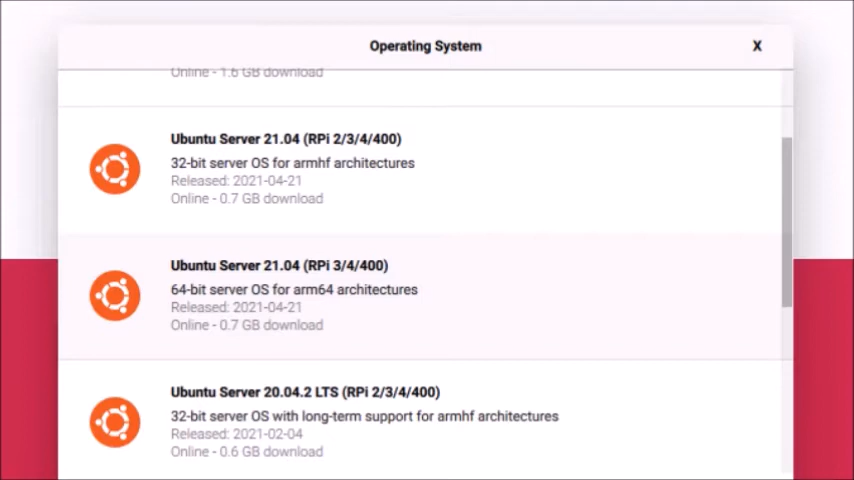 Operating System
X
Online - 1.6 GB download
Ubuntu Server 21.04 (RPi 2/3/4/400)
32-bit server OS for armhf architectures
Released: 2021-04-21
Online - 0.7 GB download
Ubuntu Server 21.04 (RPi 3/4/400)
64-bit server OS for arm64 architectures
Released: 2021-04-21
Online - 0.7 GB download
Ubuntu Server 20.04.2 LTS (RPi 2/3/4/400)
32-bit server OS with long-term support for armhf architectures
Released: 2021-02-04
Online - 0.6 GB download